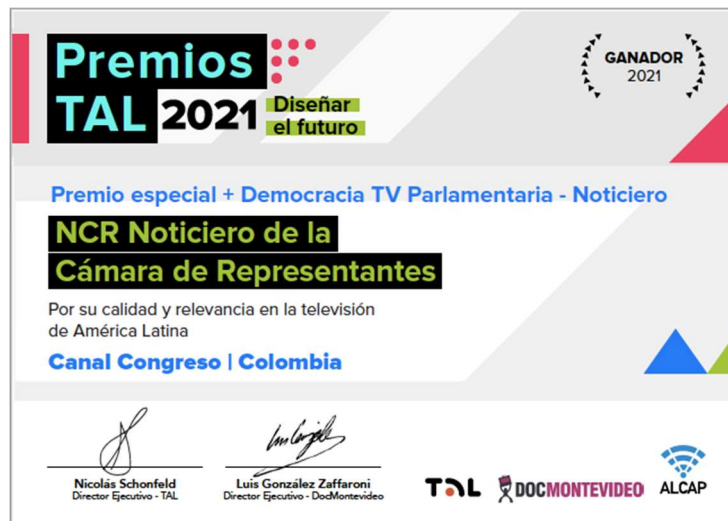 Premios
TAL 2021 Diseñar
el futuro
GANADOR
2021
Premio especial + Democracia TV Parlamentaria - Noticiero
NCR Noticiero de la
Cámara de Representantes
Por su calidad y relevancia en la televisión
de América Latina
Canal Congreso | Colombia
Nicolás Schonfeld
Director Ejecutivo - TAL
Luis González Zaffaroni
Director Ejecutivo - DocMontevideo
TAL
DOCMONTEVIDEO
ALCAP